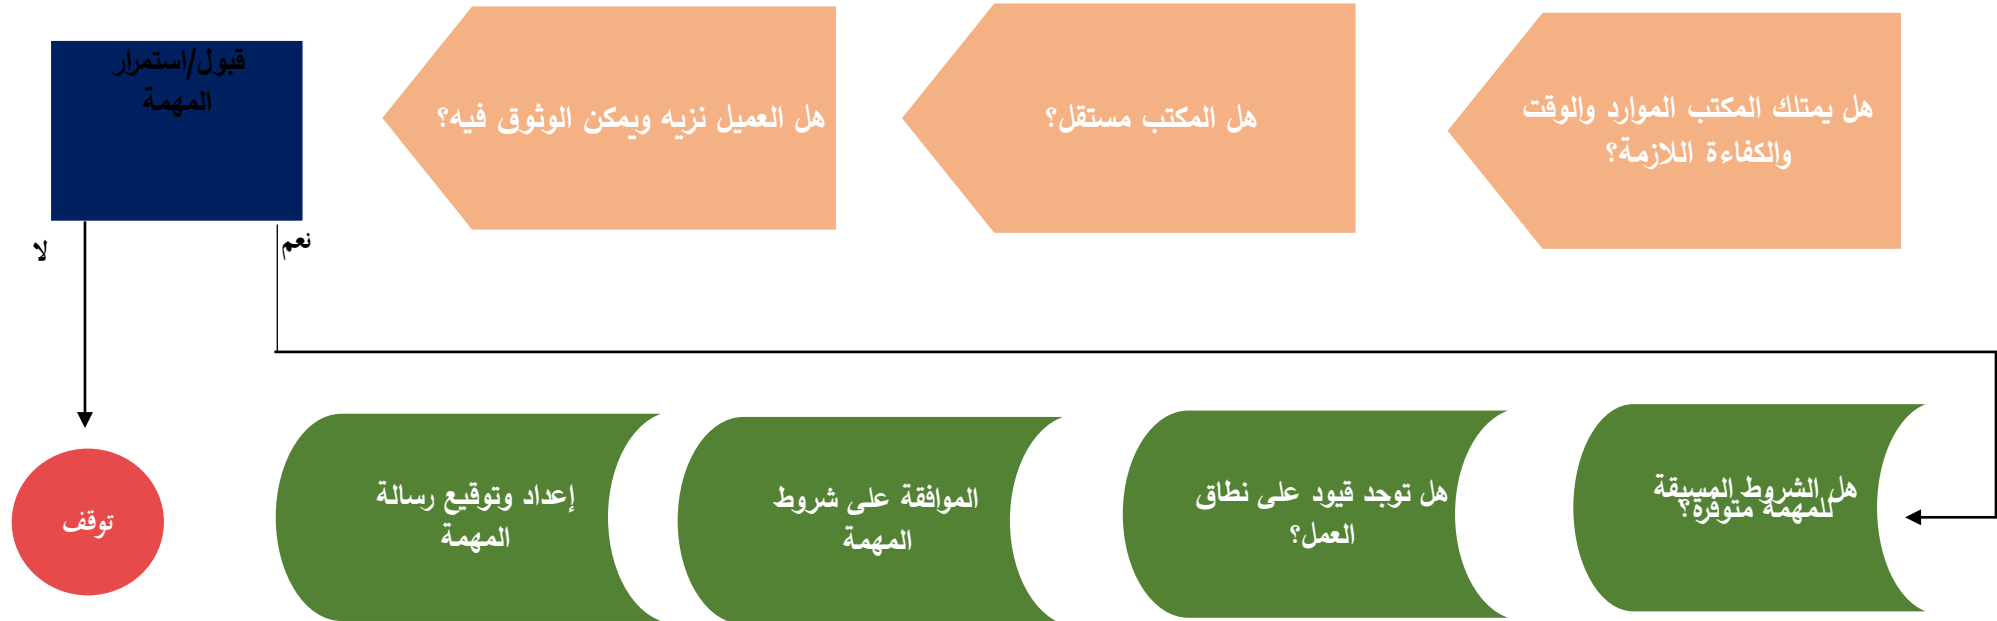 هل يمتلك المكتب الموارد والوقت
والكفاءة اللازمة؟
هل المكتب مستقل؟
هل العميل نزيه ويمكن الوثوق فيه؟
قبول/استمرار
المهمة
نعم
لا
هل الشروط المسبقة
للمهمة متوفرة؟
هل توجد قيود على نطاق
العمل؟
الموافقة على شروط
المهمة
إعداد وتوقيع رسالة
المهمة
توقف